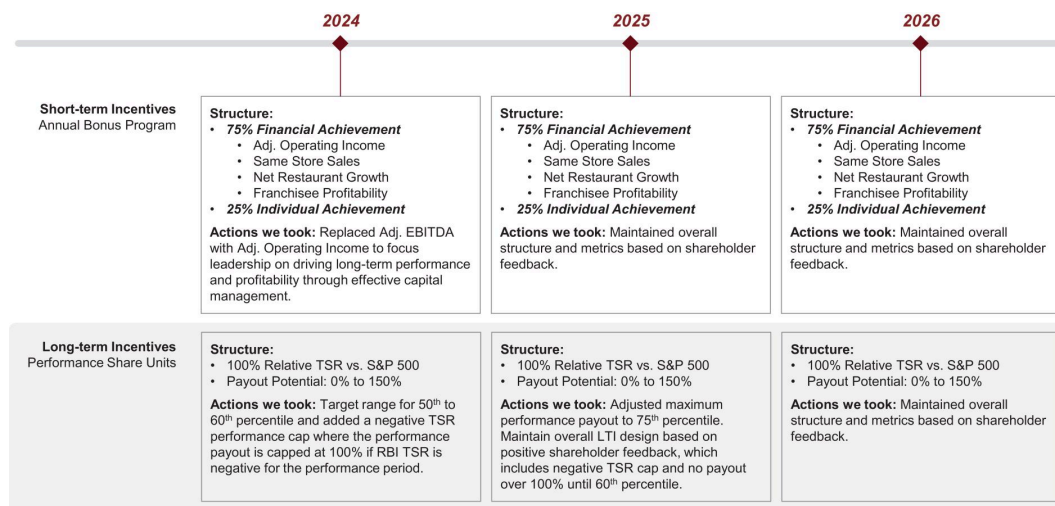 2024
2025
2026
Short-term Incentives
Annual Bonus Program
Structure:
• 75% Financial Achievement
• Adj. Operating Income
• Same Store Sales
• Net Restaurant Growth
• Franchisee Profitability
• 25% Individual Achievement
Actions we took: Replaced Adj. EBITDA
with Adj. Operating Income to focus
leadership on driving long-term performance
and profitability through effective capital
management.
Structure:
• 75% Financial Achievement
• Adj. Operating Income
• Same Store Sales
• Net Restaurant Growth
• Franchisee Profitability
• 25% Individual Achievement
Actions we took: Maintained overall
structure and metrics based on shareholder
feedback.
Structure:
• 75% Financial Achievement
• Adj. Operating Income
• Same Store Sales
• Net Restaurant Growth
• Franchisee Profitability
• 25% Individual Achievement
Actions we took: Maintained overall
structure and metrics based on shareholder
feedback.
Long-term Incentives
Performance Share Units
Structure:
• 100% Relative TSR vs. S&P 500
• Payout Potential: 0% to 150%
Actions we took: Target range for 50th to
60th percentile and added a negative TSR
performance cap where the performance
payout is capped at 100% if RBI TSR is
negative for the performance period.
Structure:
• 100% Relative TSR vs. S&P 500
• Payout Potential: 0% to 150%
Actions we took: Adjusted maximum
performance payout to 75th percentile.
Maintain overall LTI design based on
positive shareholder feedback, which
includes negative TSR cap and no payout
over 100% until 60th percentile.
Structure:
• 100% Relative TSR vs. S&P 500
• Payout Potential: 0% to 150%
Actions we took: Maintained overall
structure and metrics based on shareholder
feedback.